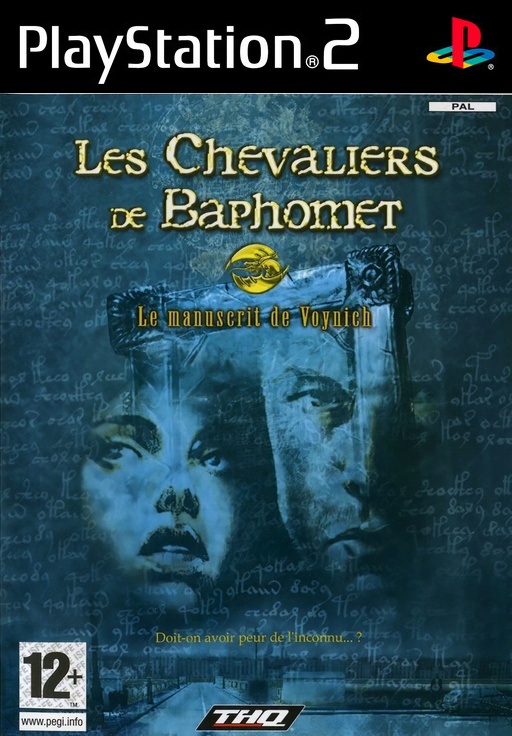 PlayStation®2
PAL
Les Chevaliers
de Baphomet
Le manuscrit de Voynich
Doit-on avoir peur de l'inconnu... ?
12+
www.pegi.info
THQ